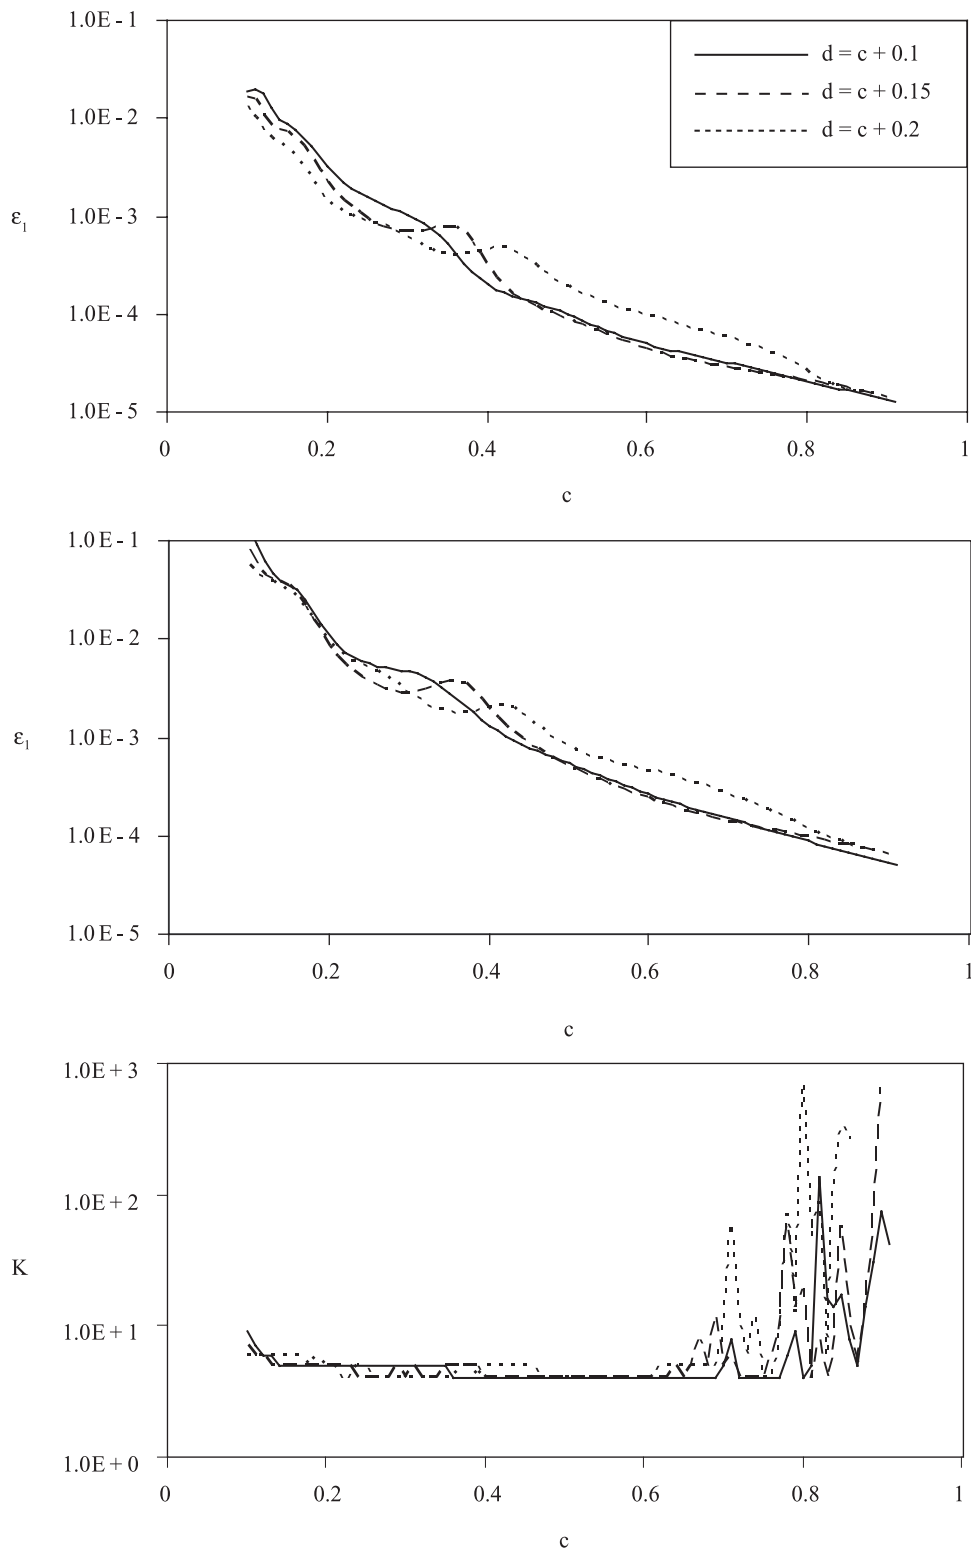 1.0E - 1
d = c + 0.1
d = c + 0.15
d = c + 0.2
1.0E - 2
ε1
1.0E - 3
1.0E - 4
1.0E - 5
0 0.2 0.4 0.6 0.8 1
c
1.0E - 1
1.0E - 2
ε1
1.0E - 3
1.0E - 4
1.0E - 5
0 0.2 0.4 0.6 0.8 1
c
1.0E + 3
1.0E + 2
K
1.0E + 1
1.0E + 0
0 0.2 0.4 0.6 0.8 1
c